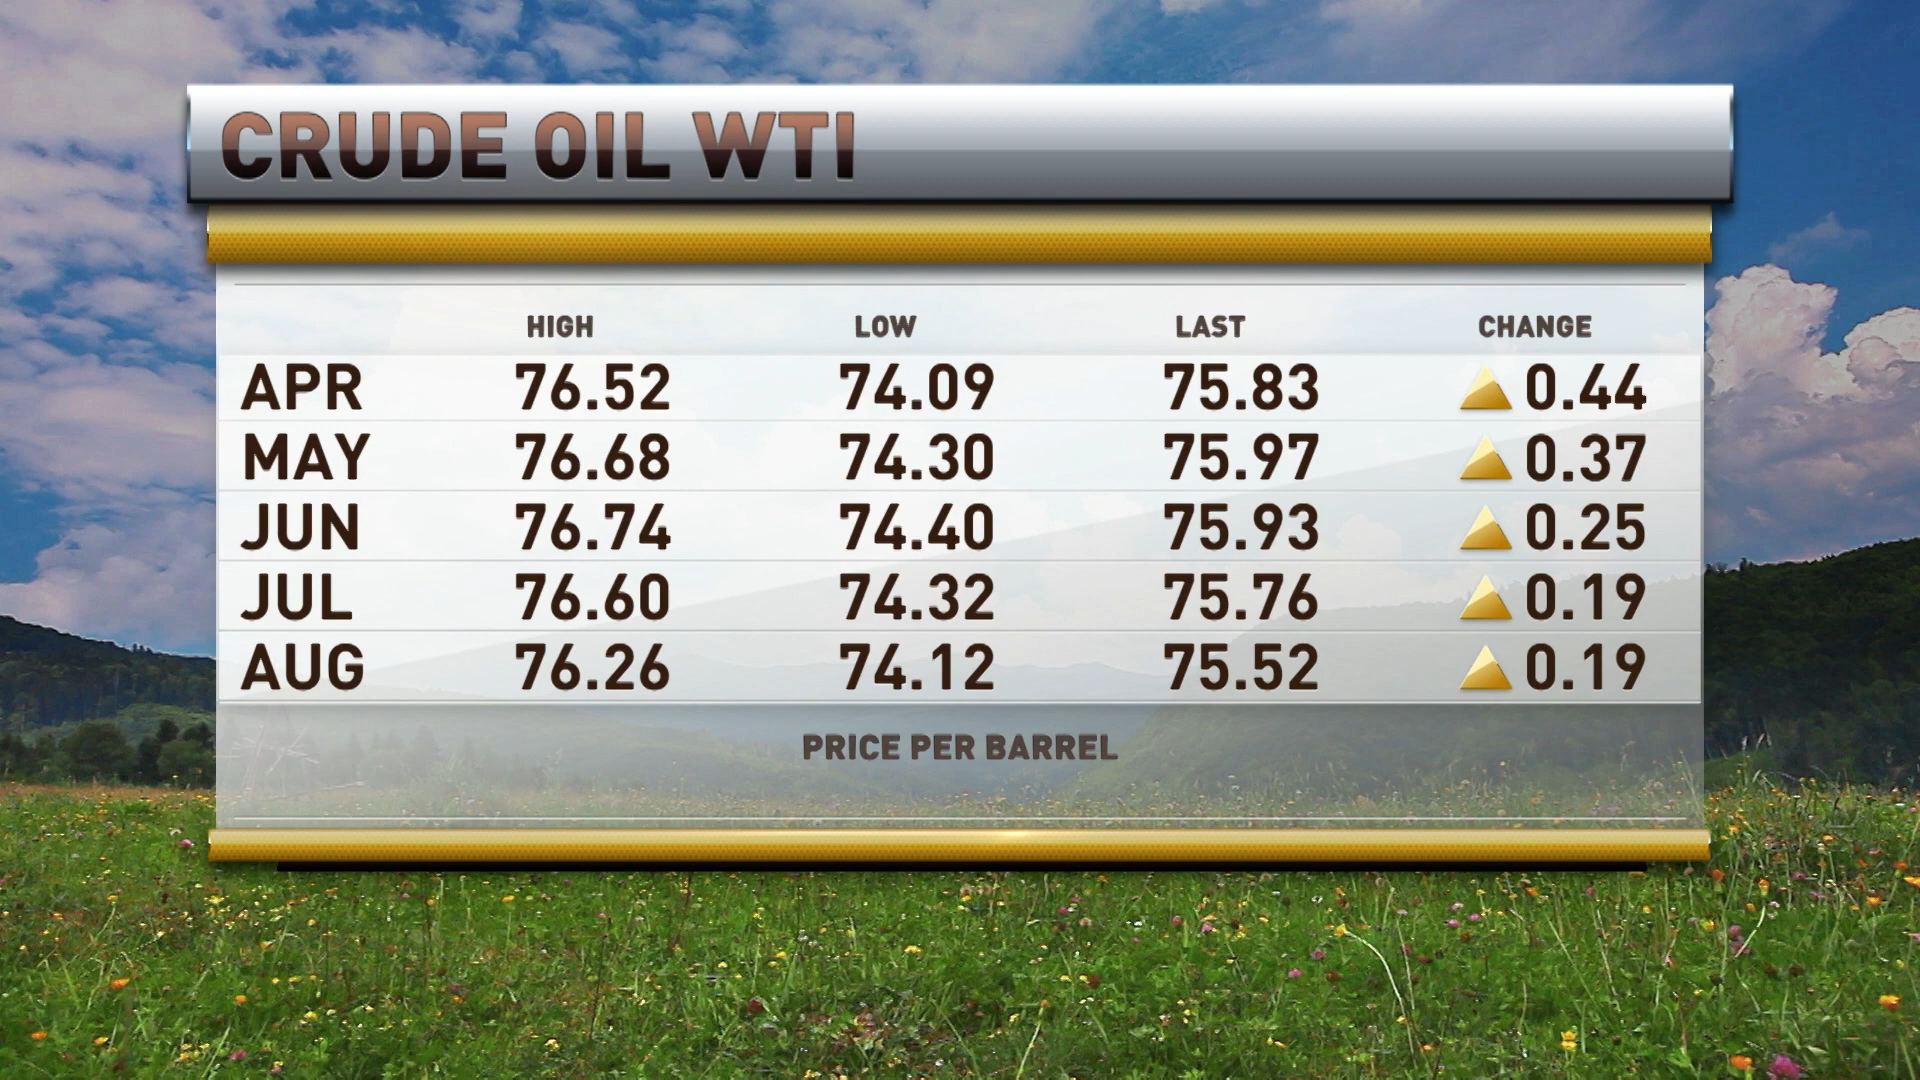 CRUDE OIL WTI
HIGH LOW LAST CHANGE
APR 76.52 74.09 75.83 0.44
MAY 76.68 74.30 75.97 0.37
JUN 76.74 74.40 75.93 0.25
JUL 76.60 74.32 75.76 0.19
AUG 76.26 74.12 75.52 0.19
PRICE PER BARREL